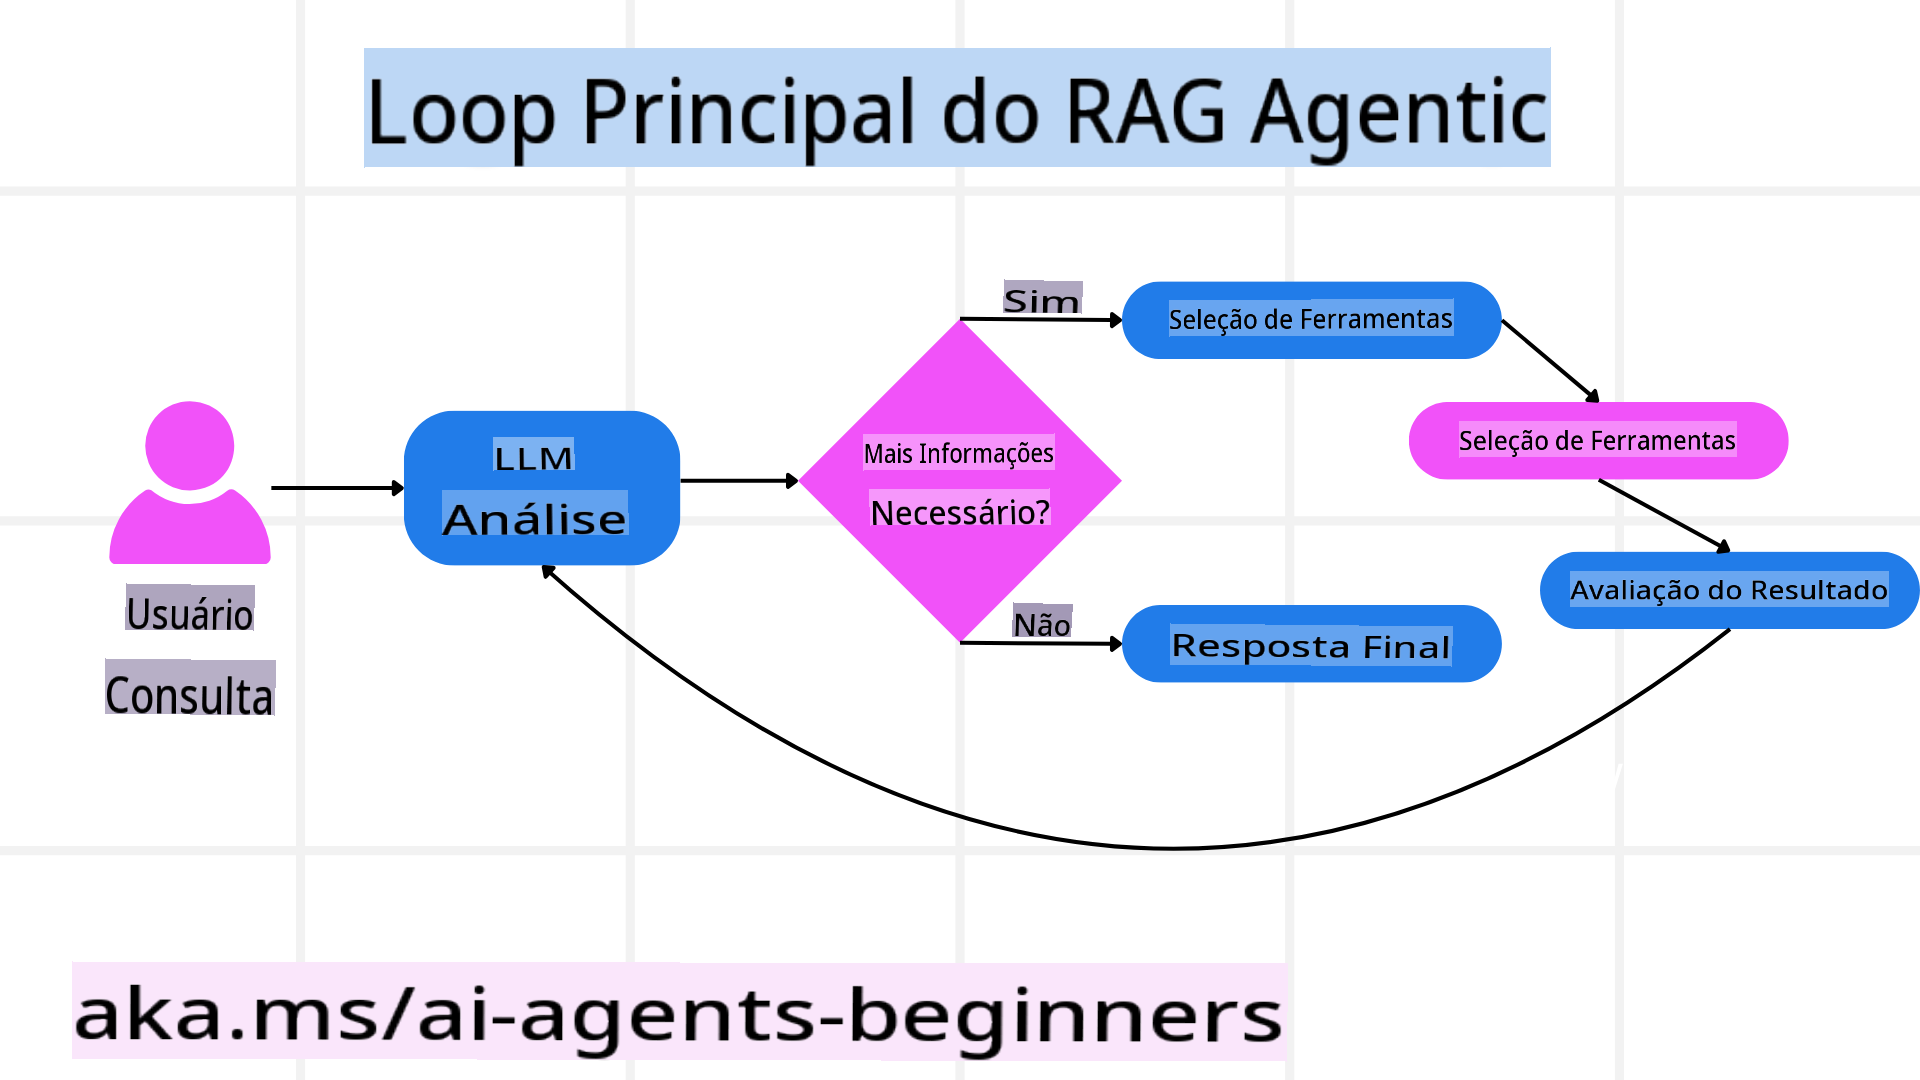 Loop Principal do RAG Agentic
Sim
Seleção de Ferramentas
Seleção de Ferramentas
LLM
Análise
Mais Informações
Necessário?
Avaliação do Resultado
Usuário
Consulta
Não
Resposta Final
aka.ms/ai-agents-beginners